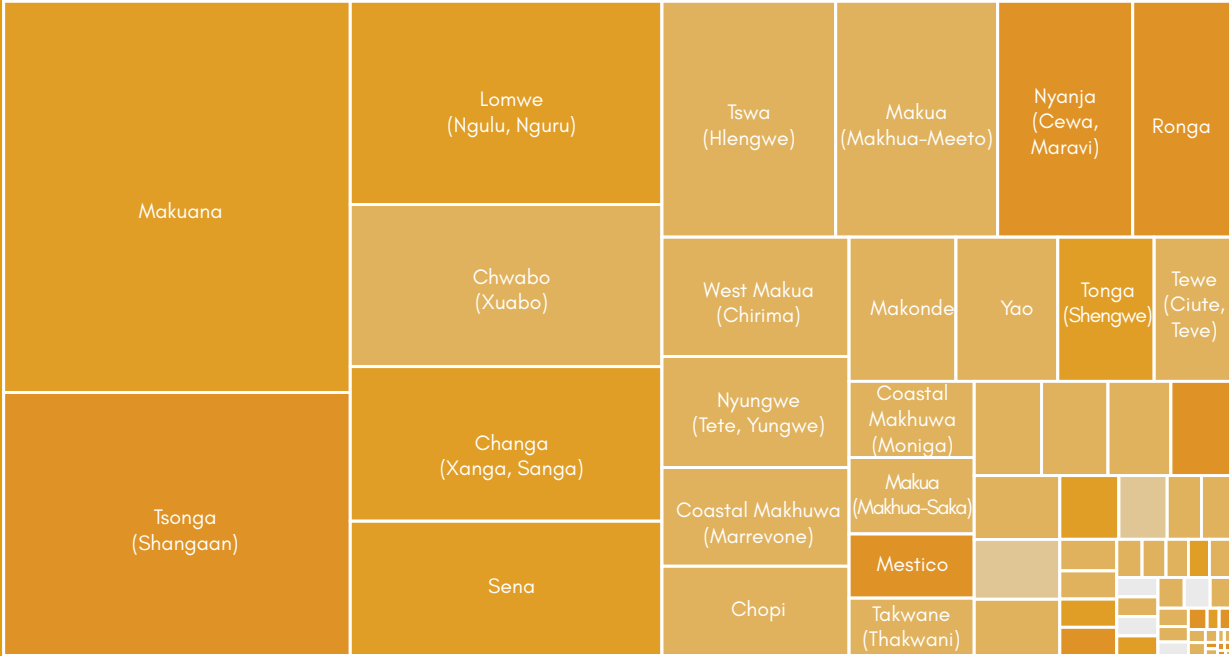 Makuana
Tsonga
(Shangaan)
Lomwe
(Ngulu, Nguru)
Chwabo
(Xuabo)
Changa
(Xanga, Sanga)
Sena
Tswa
(Hlengwe)
Makua
(Makhua-Meeto)
Nyanja
(Cewa,
Maravi)
Ronga
West Makua
(Chirima)
Nyungwe
(Tete, Yungwe)
Coastal Makhuwa
(Marrevone)
Chopi
Makonde
Yao
Tonga
(Shengwe)
Tewe
(Ciute,
Teve)
Coastal
Makhuwa
(Moniga)
Makua
(Makhua-Saka)
Mestico
Takwane
(Thakwani)